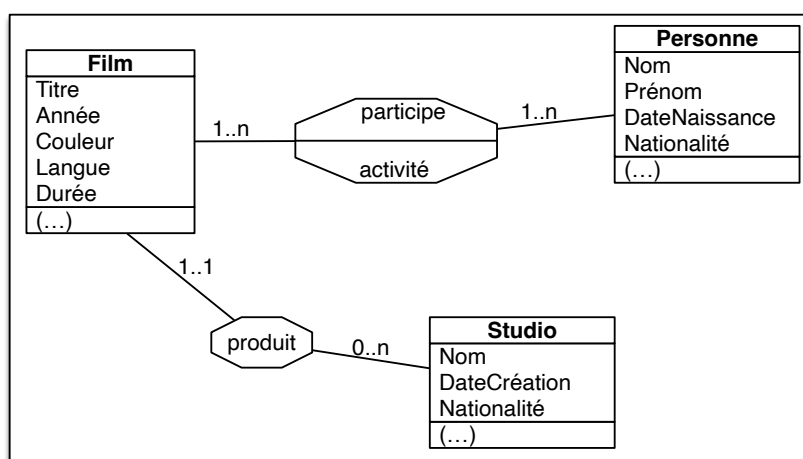 Film
Titre
Année
Couleur
Langue
Durée
(…)
1..n
participe
activité
1..n
Personne
Nom
Prénom
DateNaissance
Nationalité
(…)
1..1
produit
0..n
Studio
Nom
DateCréation
Nationalité
(…)